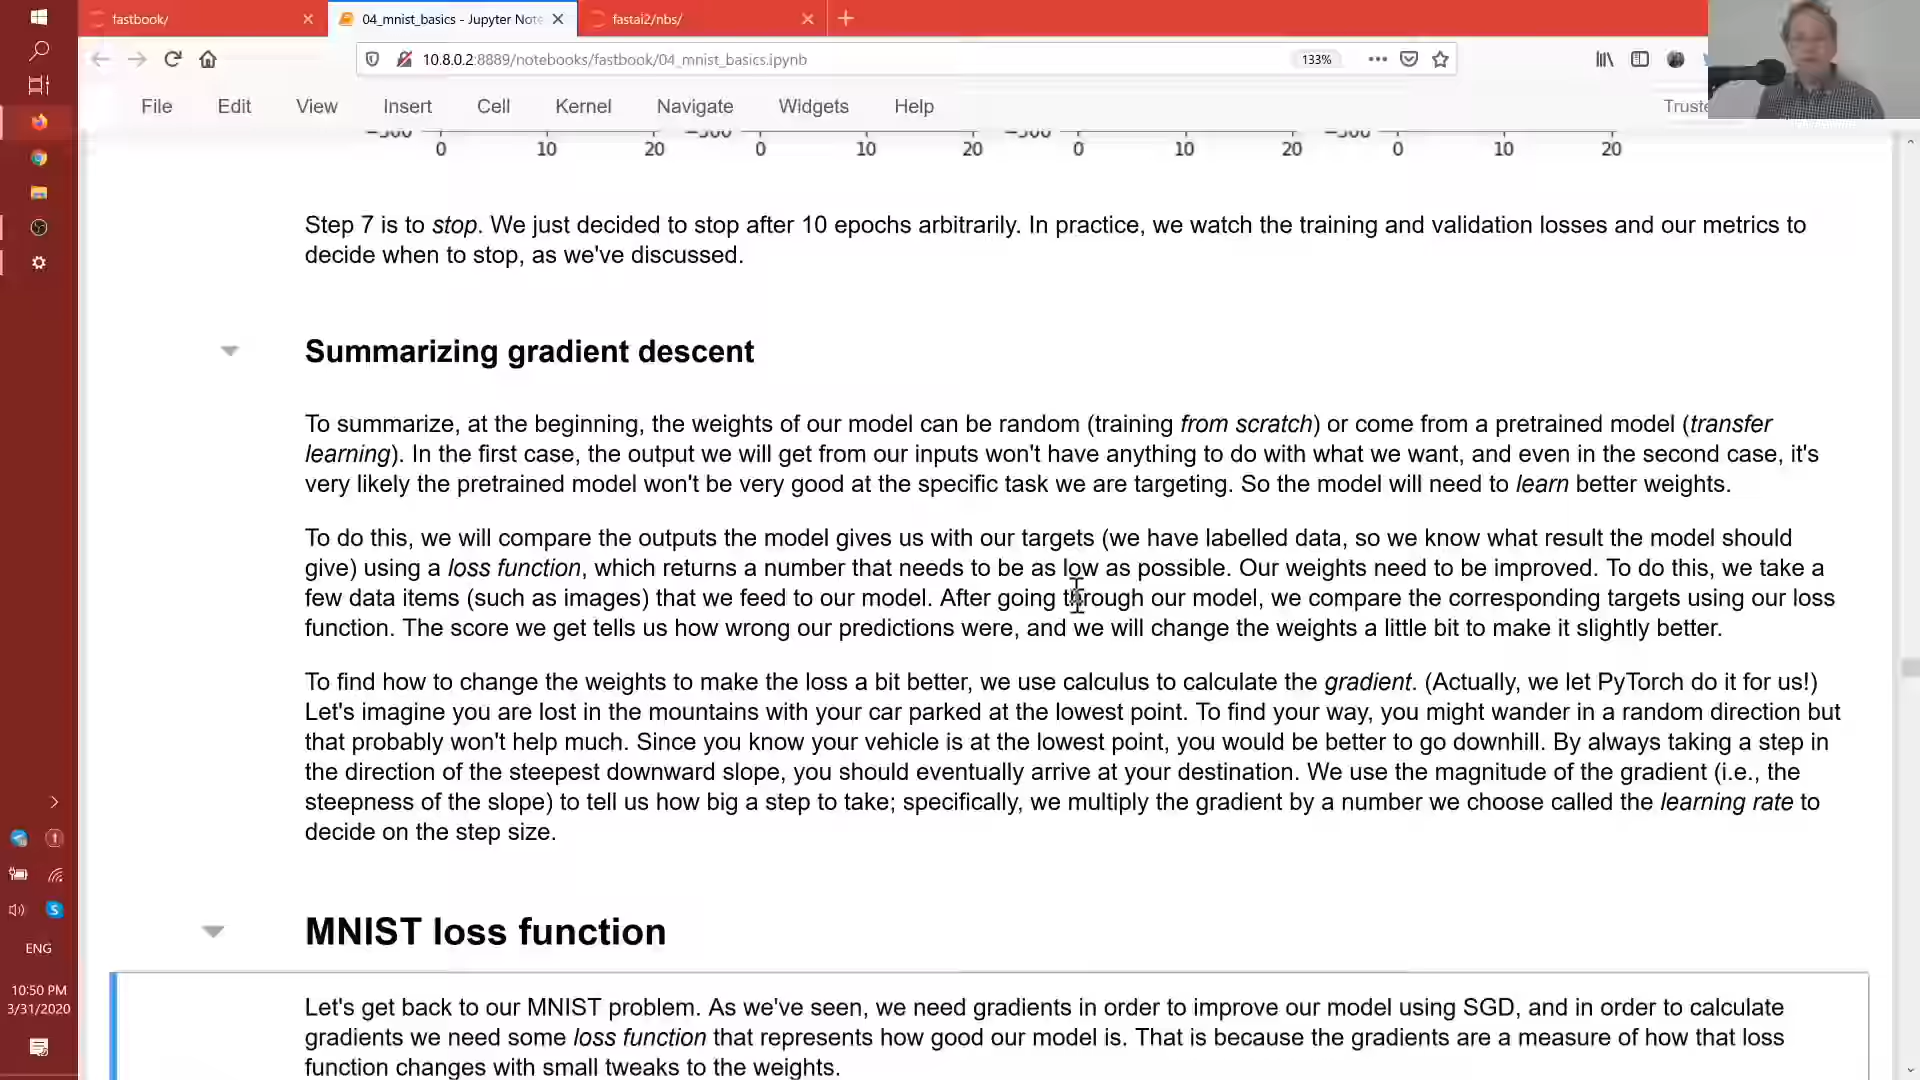 fastbook/
04_mnist_basics - Jupyter Note
fastai2/nbs/
10.8.0.2:8889/notebooks/fastbook/04_mnist_basics.ipynb
133%
File Edit View Insert Cell Kernel Navigate Widgets Help Truste
−300 −300 −300 −300
0 10 20 0 10 20 0 10 20 0 10 20
Step 7 is to stop. We just decided to stop after 10 epochs arbitrarily. In practice, we watch the training and validation losses and our metrics to
decide when to stop, as we've discussed.
Summarizing gradient descent
To summarize, at the beginning, the weights of our model can be random (training from scratch) or come from a pretrained model (transfer
learning). In the first case, the output we will get from our inputs won't have anything to do with what we want, and even in the second case, it's
very likely the pretrained model won't be very good at the specific task we are targeting. So the model will need to learn better weights.
To do this, we will compare the outputs the model gives us with our targets (we have labelled data, so we know what result the model should
give) using a loss function, which returns a number that needs to be as low as possible. Our weights need to be improved. To do this, we take a
few data items (such as images) that we feed to our model. After going through our model, we compare the corresponding targets using our loss
function. The score we get tells us how wrong our predictions were, and we will change the weights a little bit to make it slightly better.
To find how to change the weights to make the loss a bit better, we use calculus to calculate the gradient. (Actually, we let PyTorch do it for us!)
Let's imagine you are lost in the mountains with your car parked at the lowest point. To find your way, you might wander in a random direction but
that probably won't help much. Since you know your vehicle is at the lowest point, you would be better to go downhill. By always taking a step in
the direction of the steepest downward slope, you should eventually arrive at your destination. We use the magnitude of the gradient (i.e., the
steepness of the slope) to tell us how big a step to take; specifically, we multiply the gradient by a number we choose called the learning rate to
decide on the step size.
MNIST loss function
Let's get back to our MNIST problem. As we've seen, we need gradients in order to improve our model using SGD, and in order to calculate
gradients we need some loss function that represents how good our model is. That is because the gradients are a measure of how that loss
function changes with small tweaks to the weights.
ENG
10:50 PM
3/31/2020